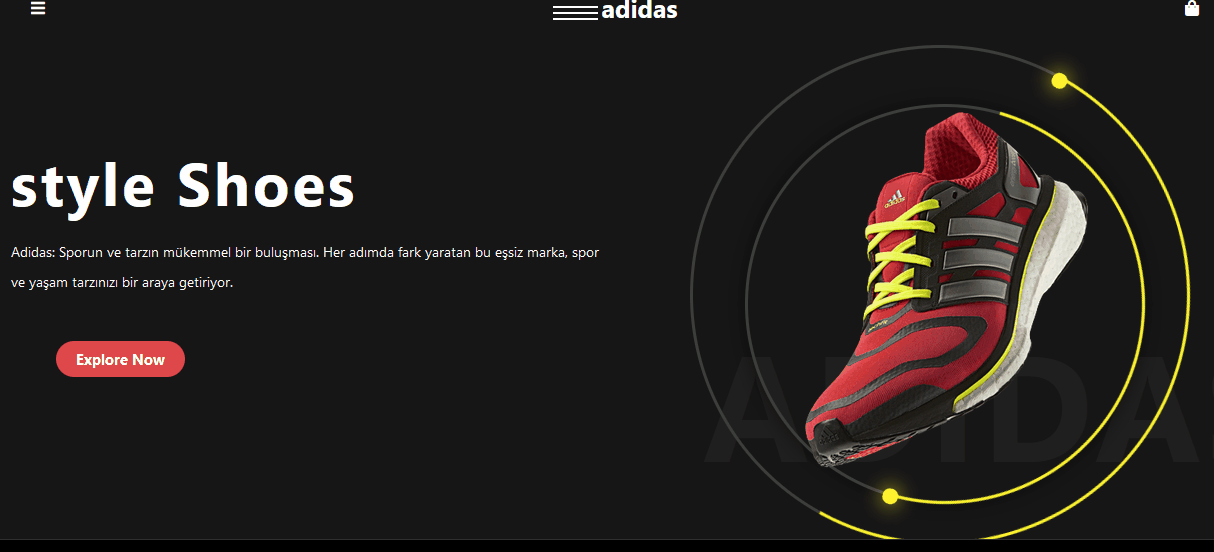 adidas
style Shoes
Adidas: Sporun ve tarzın mükemmel bir buluşması. Her adımda fark yaratan bu eşsiz marka, spor
ve yaşam tarzınızı bir araya getiriyor.
Explore Now
adidas
ADIDA